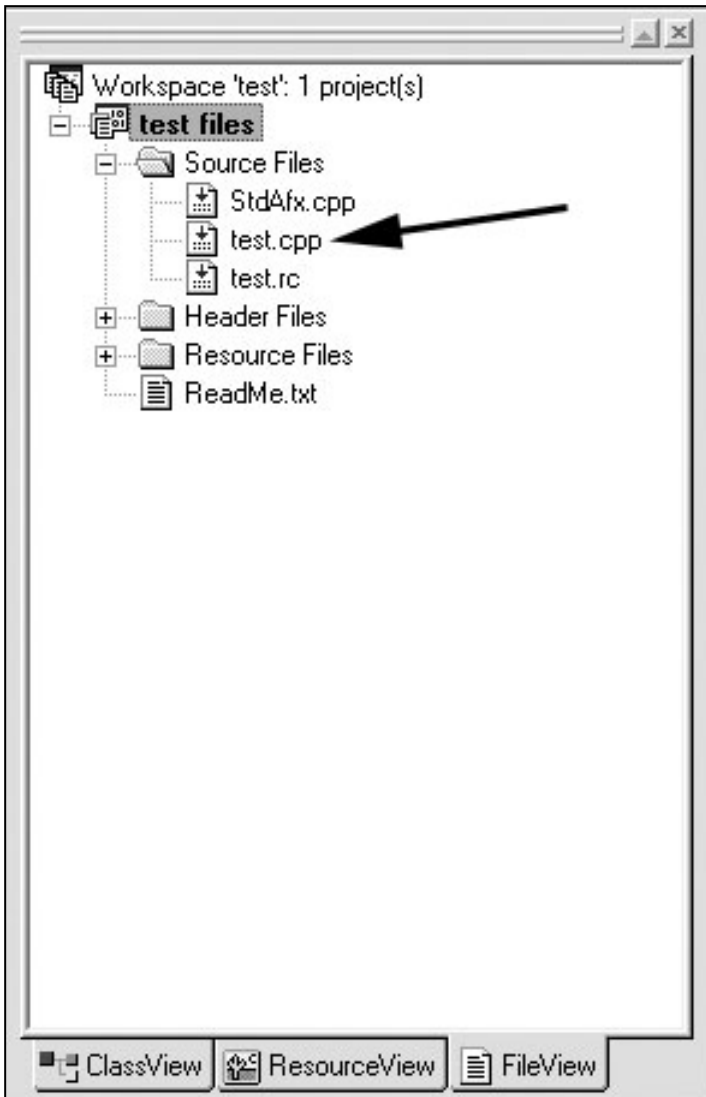 Workspace 'test': 1 project(s)
test files
Source Files
StdAfx.cpp
test.cpp
test.rc
Header Files
Resource Files
ReadMe.txt
ClassView ResourceView FileView